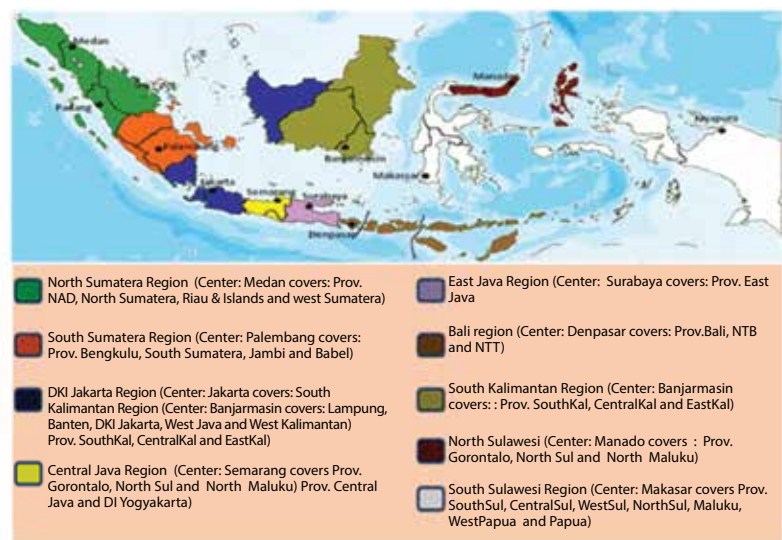 Medan
Padang
Palembang
Jakarta
Semarang
Surabaya
Denpasar
Banjarmasin
Makassar
Manado
Jayapura
North Sumatera Region (Center: Medan covers: Prov.
NAD, North Sumatera, Riau & Islands and west Sumatera)
South Sumatera Region (Center: Palembang covers:
Prov. Bengkulu, South Sumatera, Jambi and Babel)
DKI Jakarta Region (Center: Jakarta covers: South
Kalimantan Region (Center: Banjarmasin covers: Lampung,
Banten, DKI Jakarta, West Java and West Kalimantan)
Prov. SouthKal, CentralKal and EastKal)
Central Java Region (Center: Semarang covers Prov.
Gorontalo, North Sul and North Maluku) Prov. Central
Java and DI Yogyakarta)
East Java Region (Center: Surabaya covers: Prov. East
Java
Bali region (Center: Denpasar covers: Prov.Bali, NTB
and NTT)
South Kalimantan Region (Center: Banjarmasin
covers: : Prov. SouthKal, CentralKal and EastKal)
North Sulawesi (Center: Manado covers : Prov.
Gorontalo, North Sul and North Maluku)
South Sulawesi Region (Center: Makasar covers Prov.
SouthSul, CentralSul, WestSul, NorthSul, Maluku,
WestPapua and Papua)